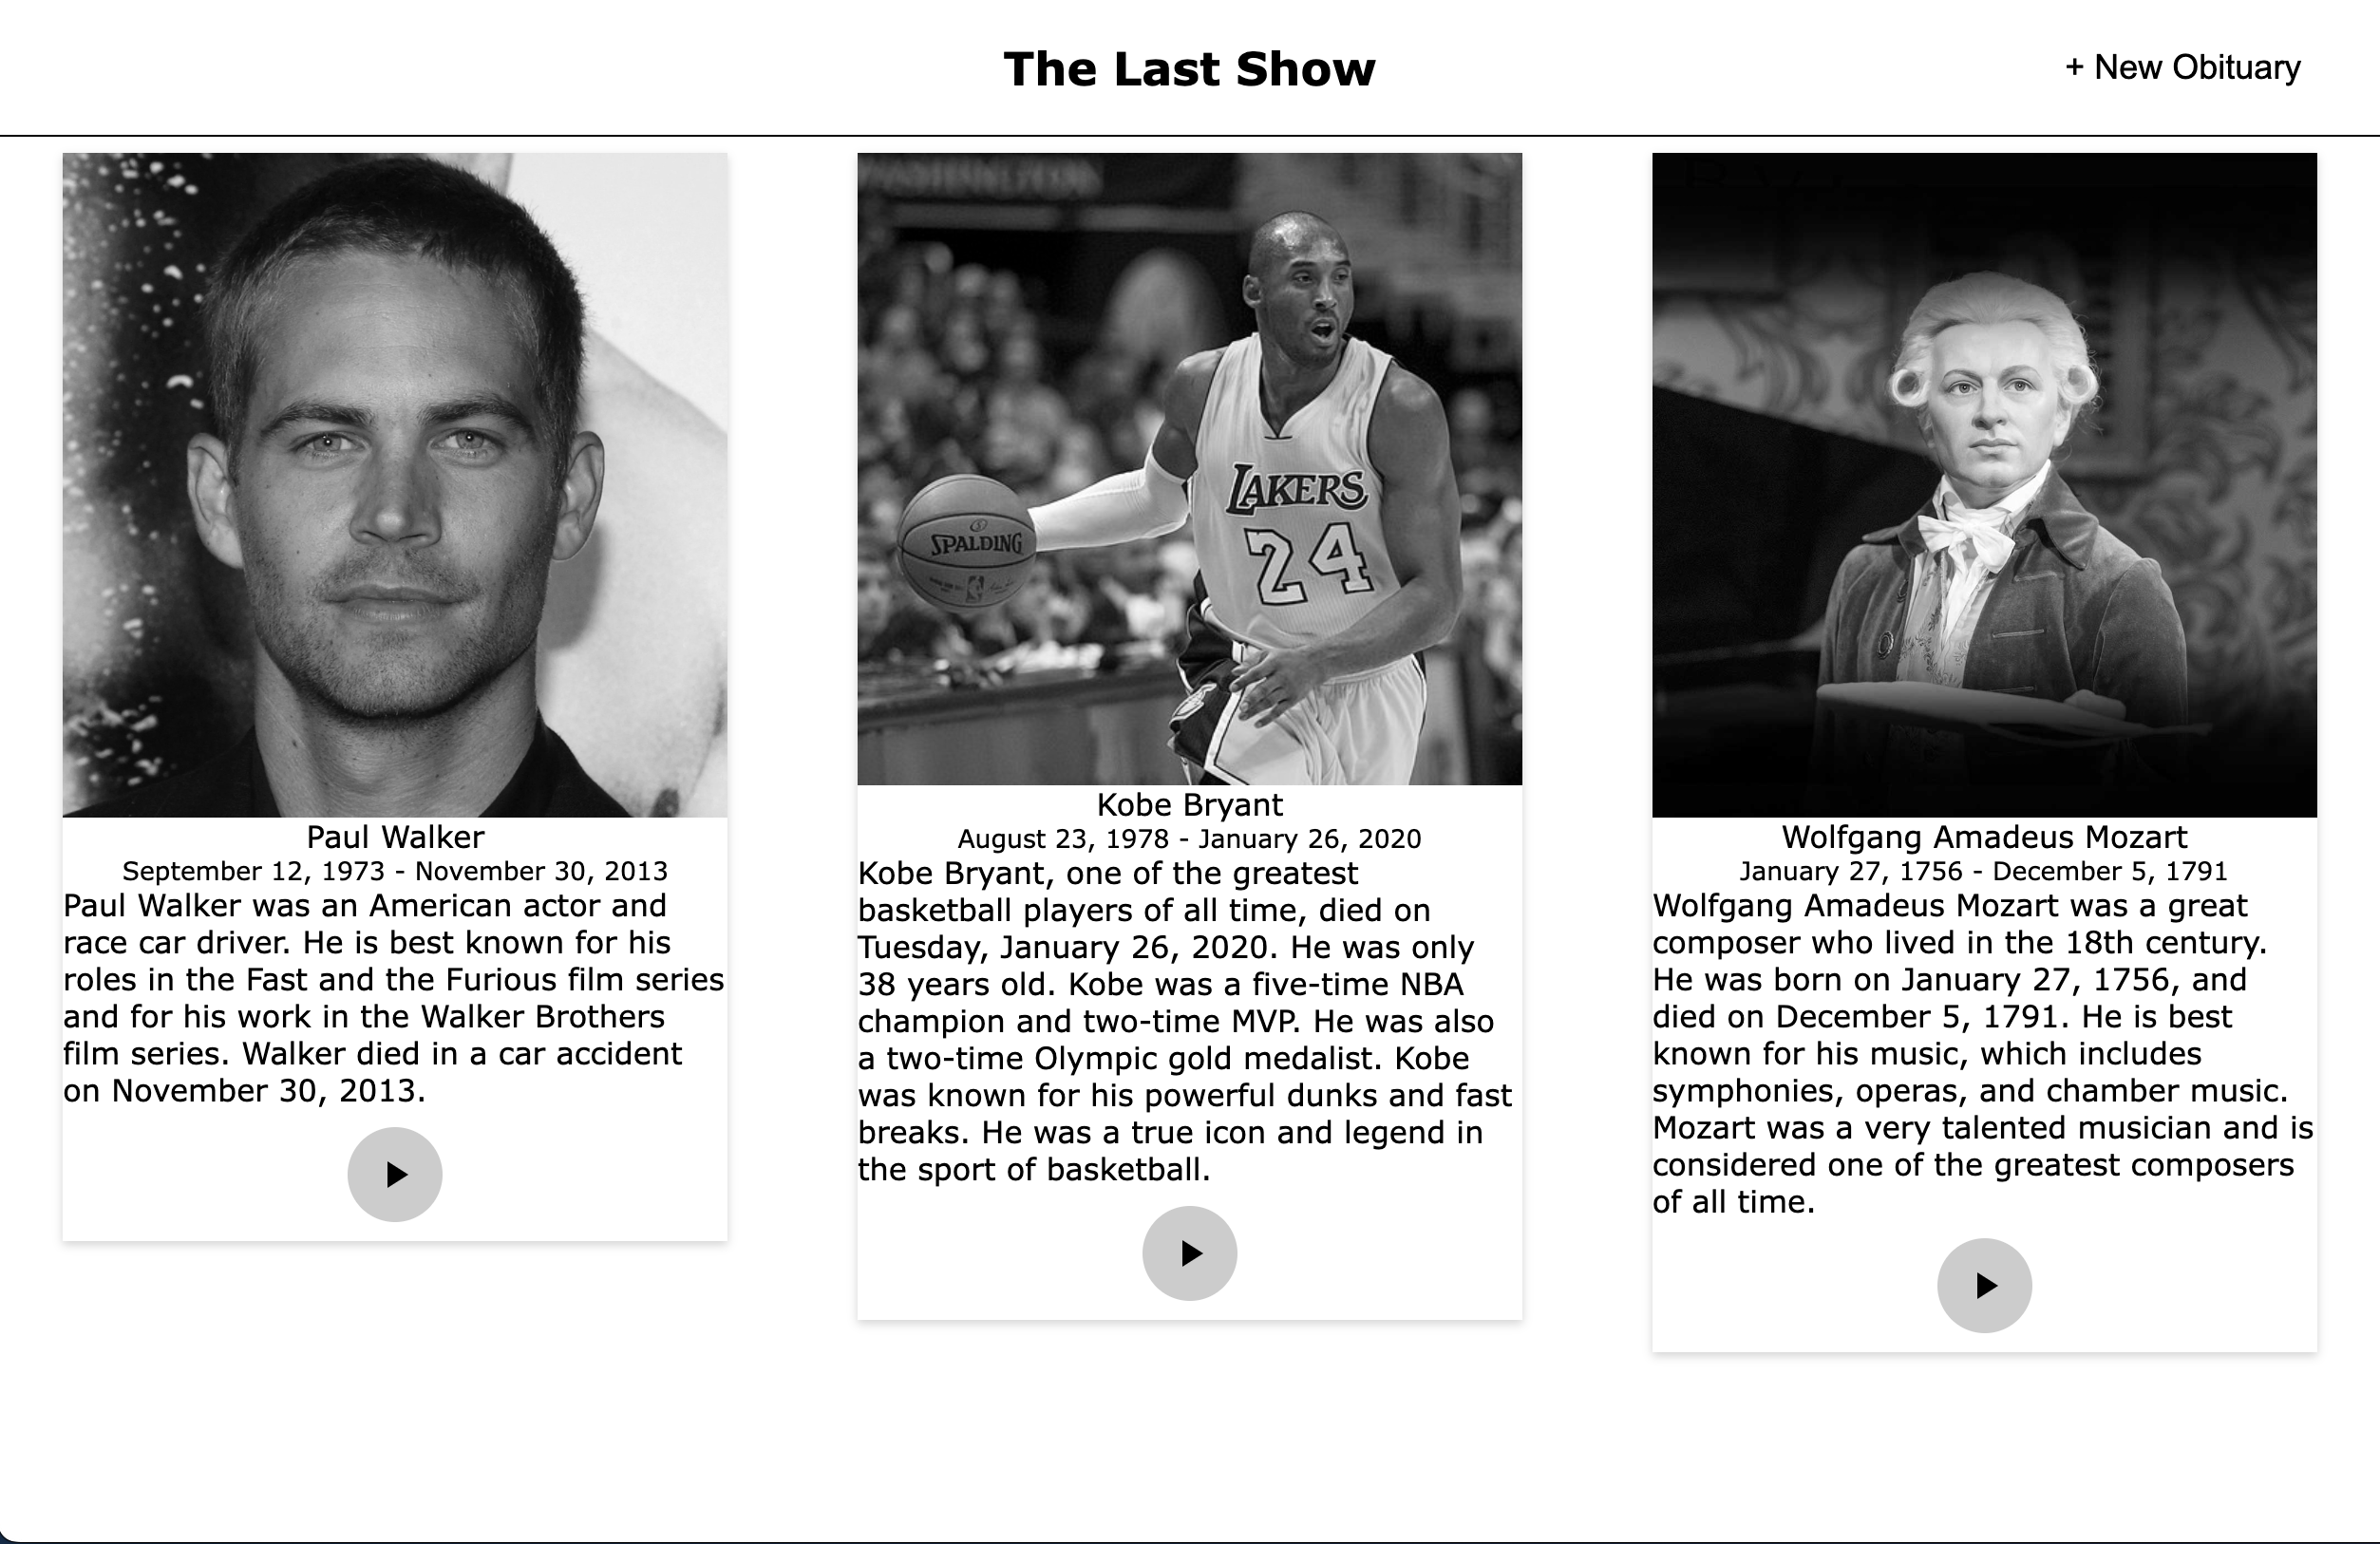 The Last Show
+ New Obituary
LAKERS
24
SPALDING
Paul Walker
September 12, 1973 - November 30, 2013
Paul Walker was an American actor and
race car driver. He is best known for his
roles in the Fast and the Furious film series
and for his work in the Walker Brothers
film series. Walker died in a car accident
on November 30, 2013.
Kobe Bryant
August 23, 1978 - January 26, 2020
Kobe Bryant, one of the greatest
basketball players of all time, died on
Tuesday, January 26, 2020. He was only
38 years old. Kobe was a five-time NBA
champion and two-time MVP. He was also
a two-time Olympic gold medalist. Kobe
was known for his powerful dunks and fast
breaks. He was a true icon and legend in
the sport of basketball.
Wolfgang Amadeus Mozart
January 27, 1756 - December 5, 1791
Wolfgang Amadeus Mozart was a great
composer who lived in the 18th century.
He was born on January 27, 1756, and
died on December 5, 1791. He is best
known for his music, which includes
symphonies, operas, and chamber music.
Mozart was a very talented musician and is
considered one of the greatest composers
of all time.